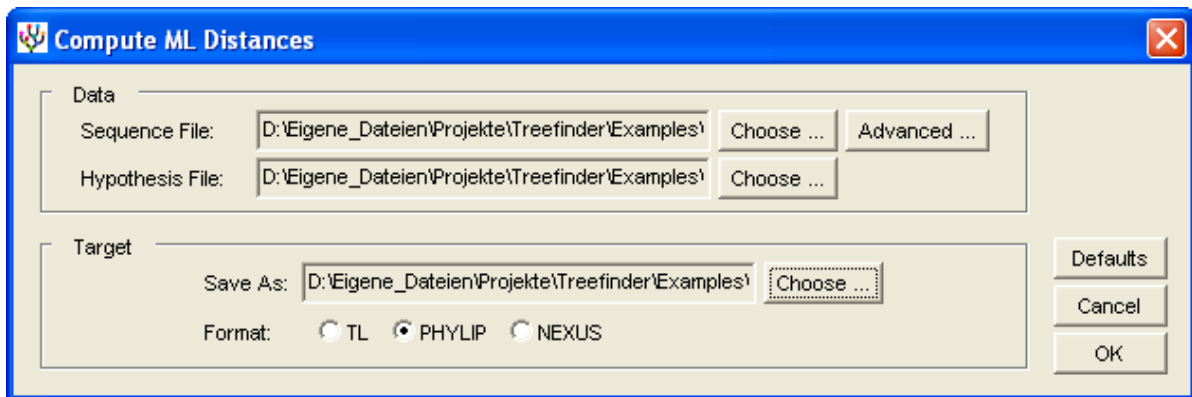 Compute ML Distances
Data
Sequence File: D:\Eigene_Dateien\Projekte\Treefinder\Examples\ Choose ... Advanced ...
Hypothesis File: D:\Eigene_Dateien\Projekte\Treefinder\Examples\ Choose ...
Target
Save As: D:\Eigene_Dateien\Projekte\Treefinder\Examples\ Choose ...
Format: TL PHYLIP NEXUS
Defaults
Cancel
OK